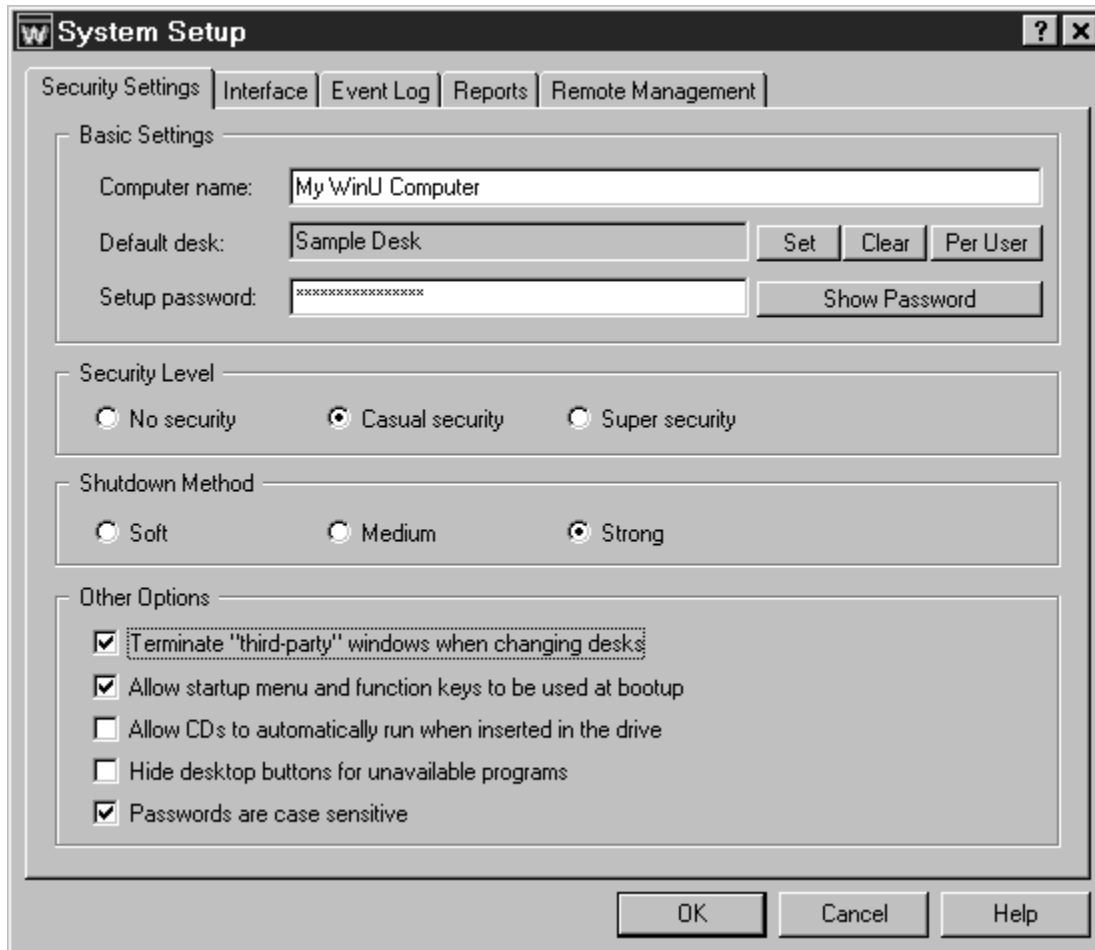 W System Setup ? ×
Security Settings Interface Event Log Reports Remote Management
Basic Settings
Computer name: My WinU Computer
Default desk: Sample Desk Set Clear Per User
Setup password: **************** Show Password
Security Level
No security Casual security Super security
Shutdown Method
Soft Medium Strong
Other Options
Terminate "third-party" windows when changing desks
Allow startup menu and function keys to be used at bootup
Allow CDs to automatically run when inserted in the drive
Hide desktop buttons for unavailable programs
Passwords are case sensitive
OK Cancel Help